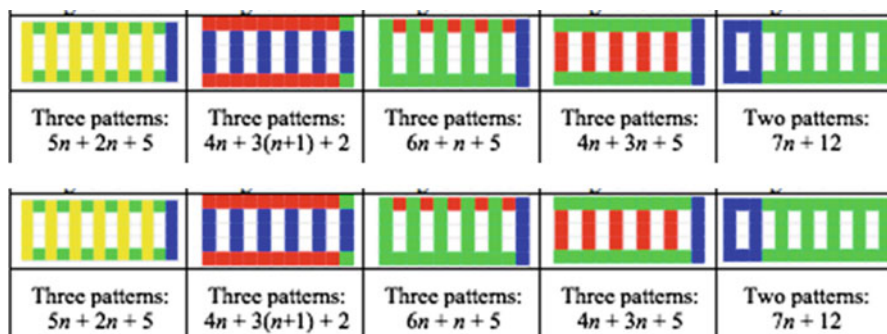 Three patterns: Three patterns: Three patterns: Three patterns: Two patterns:
5n + 2n + 5 4n + 3(n+1) + 2 6n + n + 5 4n + 3n + 5 7n + 12
Three patterns: Three patterns: Three patterns: Three patterns: Two patterns:
5n + 2n + 5 4n + 3(n+1) + 2 6n + n + 5 4n + 3n + 5 7n + 12